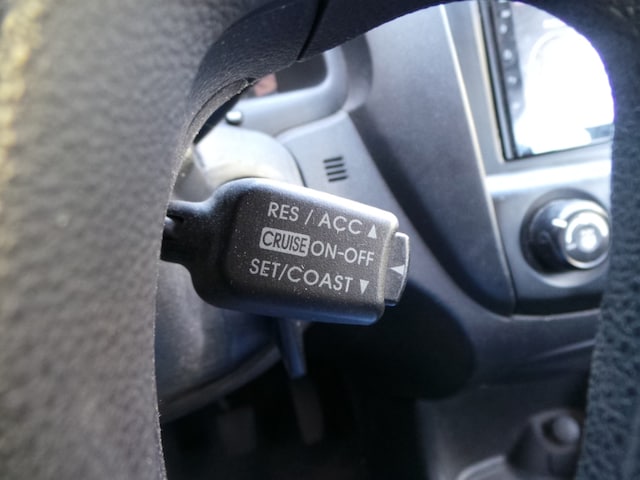 RES / ACC ▲
CRUISE ON-OFF ◀
SET/COAST ▼